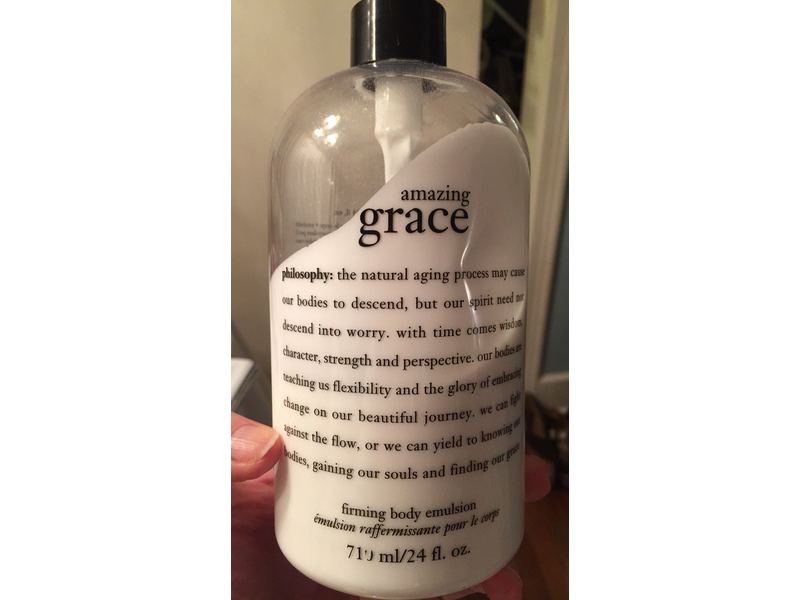 amazing
grace
philosophy: the natural aging process may cause
our bodies to descend, but our spirit need not
descend into worry. with time comes wisdom,
character, strength and perspective. our bodies are
teaching us flexibility and the glory of embracing
change on our beautiful journey. we can fight
against the flow, or we can yield to knowing our
bodies, gaining our souls and finding our grace.
firming body emulsion
émulsion raffermissante pour le corps
710 ml/24 fl. oz.